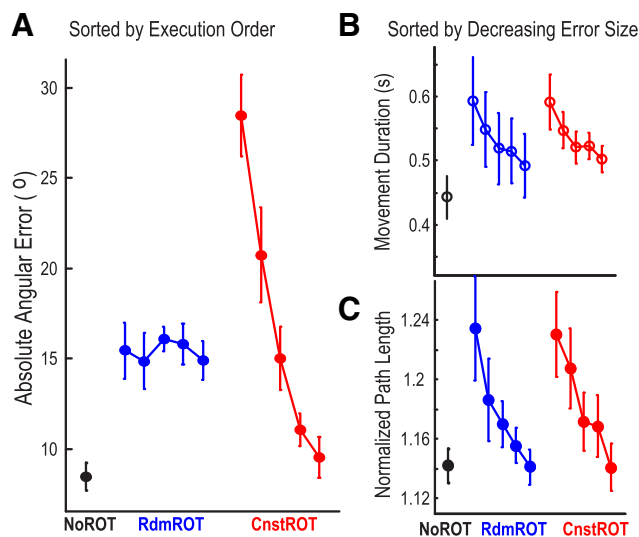 A
Sorted by Execution Order
Absolute Angular Error (º)
30
25
20
15
10
NoROT
RdmROT
CnstROT
B
Sorted by Decreasing Error Size
Movement Duration (s)
0.6
0.5
0.4
C
Normalized Path Length
1.24
1.2
1.16
1.12
NoROT
RdmROT
CnstROT